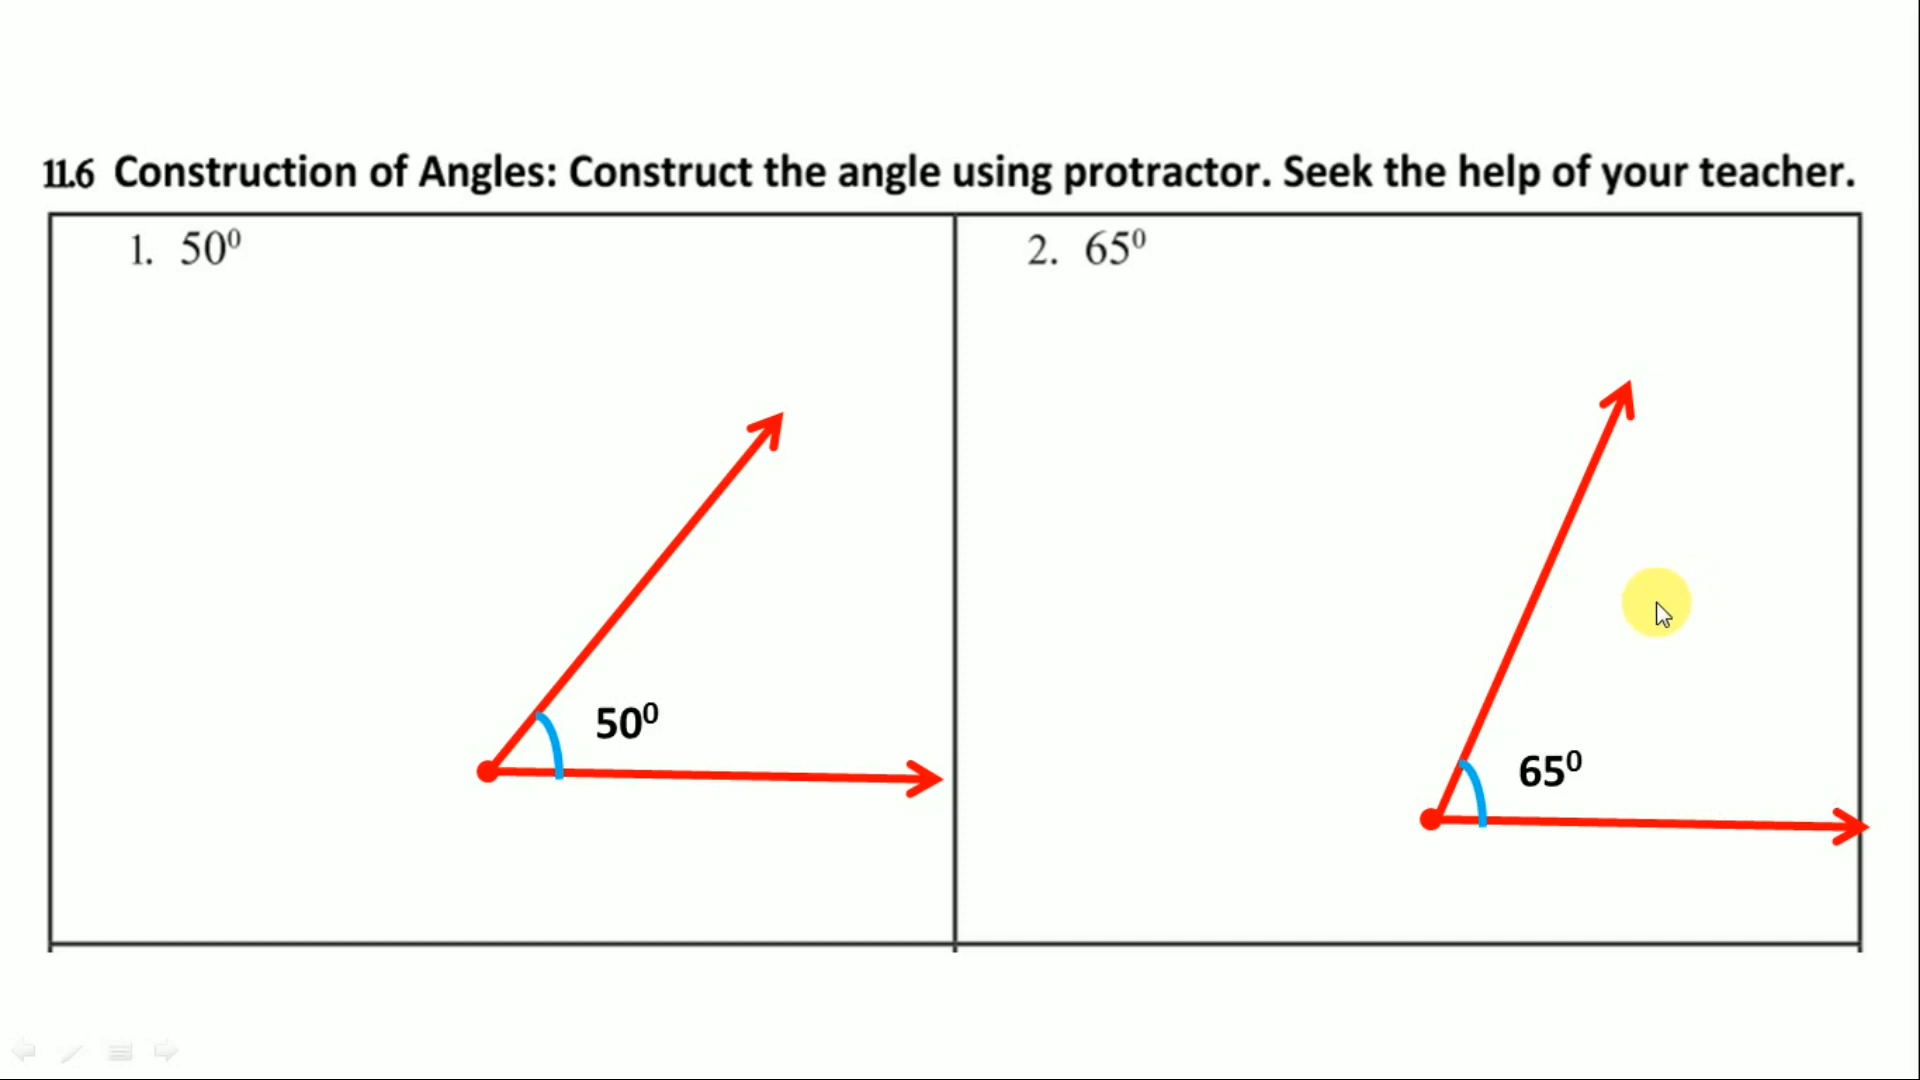 11.6 Construction of Angles: Construct the angle using protractor. Seek the help of your teacher.
1. 50⁰
2. 65⁰
50⁰
65⁰